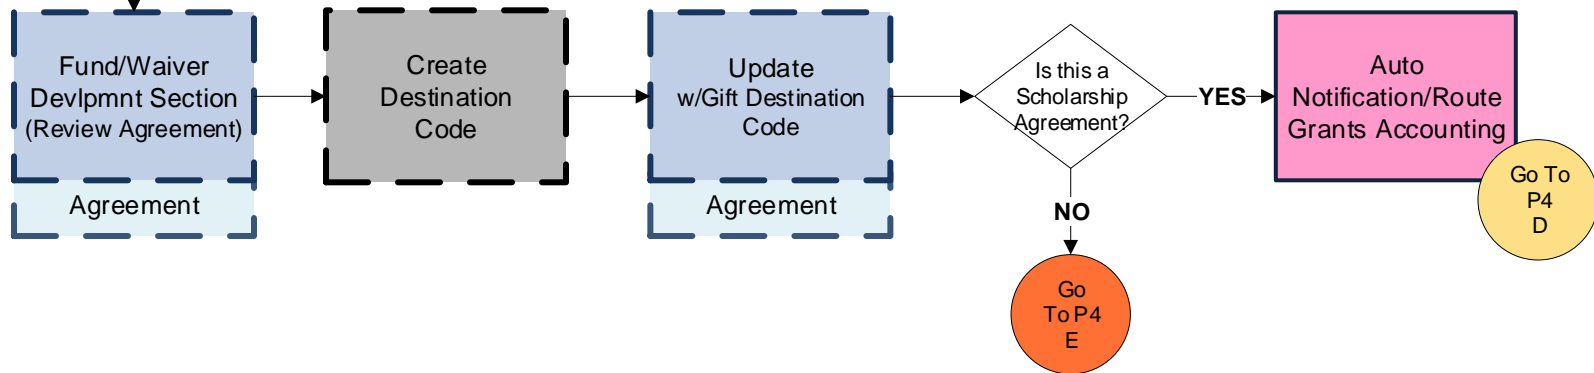 Fund/Waiver
Devlpmnt Section
(Review Agreement)
Agreement
Create
Destination
Code
Update
w/Gift Destination
Code
Agreement
Is this a
Scholarship
Agreement?
YES
NO
Go
To P4
E
Auto
Notification/Route
Grants Accounting
Go To
P4
D